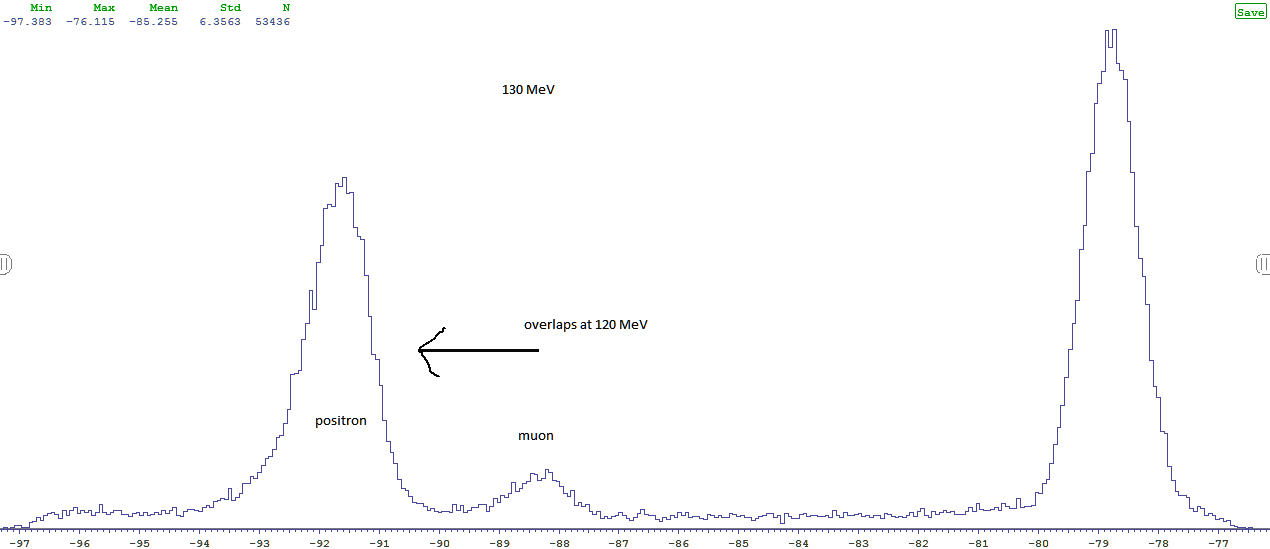 Min Max Mean Std N
-97.383 -76.115 -85.255 6.3563 53436
Save
130 MeV
overlaps at 120 MeV
positron
muon
-97 -96 -95 -94 -93 -92 -91 -90 -89 -88 -87 -86 -85 -84 -83 -82 -81 -80 -79 -78 -77